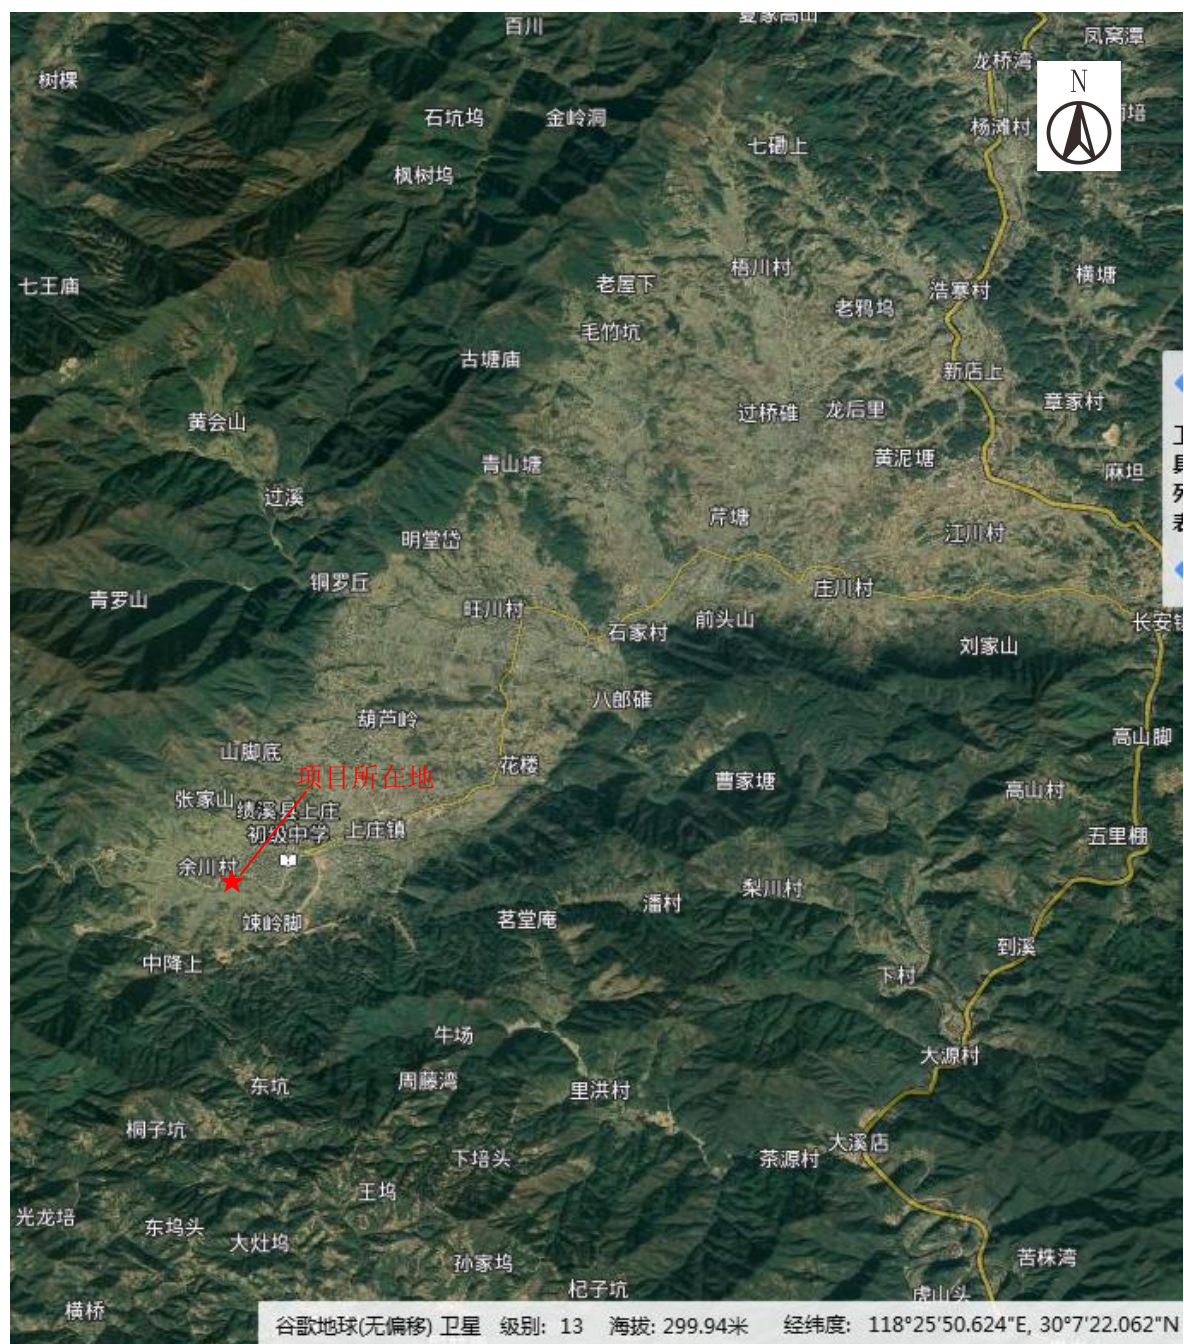 百川
夏家高山
凤窝潭
龙桥湾
树棵
N
石坑坞
金岭洞
杨滩村
七磡上
枫树坞
梧川村
横塘
七王庙
老屋下
浩寨村
老鸦坞
毛竹坑
古塘庙
新店上
章家村
过桥碓
龙后里
黄会山
黄泥塘
青山塘
麻坦
过溪
芹塘
江川村
明堂岱
铜罗丘
庄川村
青罗山
旺川村
前头山
长安镇
石家村
刘家山
八郎碓
葫芦岭
高山脚
山脚底
花楼
项目所在地
曹家塘
高山村
张家山
绩溪县上庄
初级中学
上庄镇
五里棚
余川村
梨川村
潘村
竦岭脚
茗堂庵
到溪
中降上
下村
牛场
大源村
东坑
周藤湾
里洪村
桐子坑
大溪店
下培头
茶源村
王坞
光龙培
东坞头
大灶坞
苦株湾
孙家坞
杞子坑
虎山头
横桥
谷歌地球(无偏移) 卫星 级别: 13 海拔: 299.94米 经纬度: 118°25'50.624"E, 30°7'22.062"N